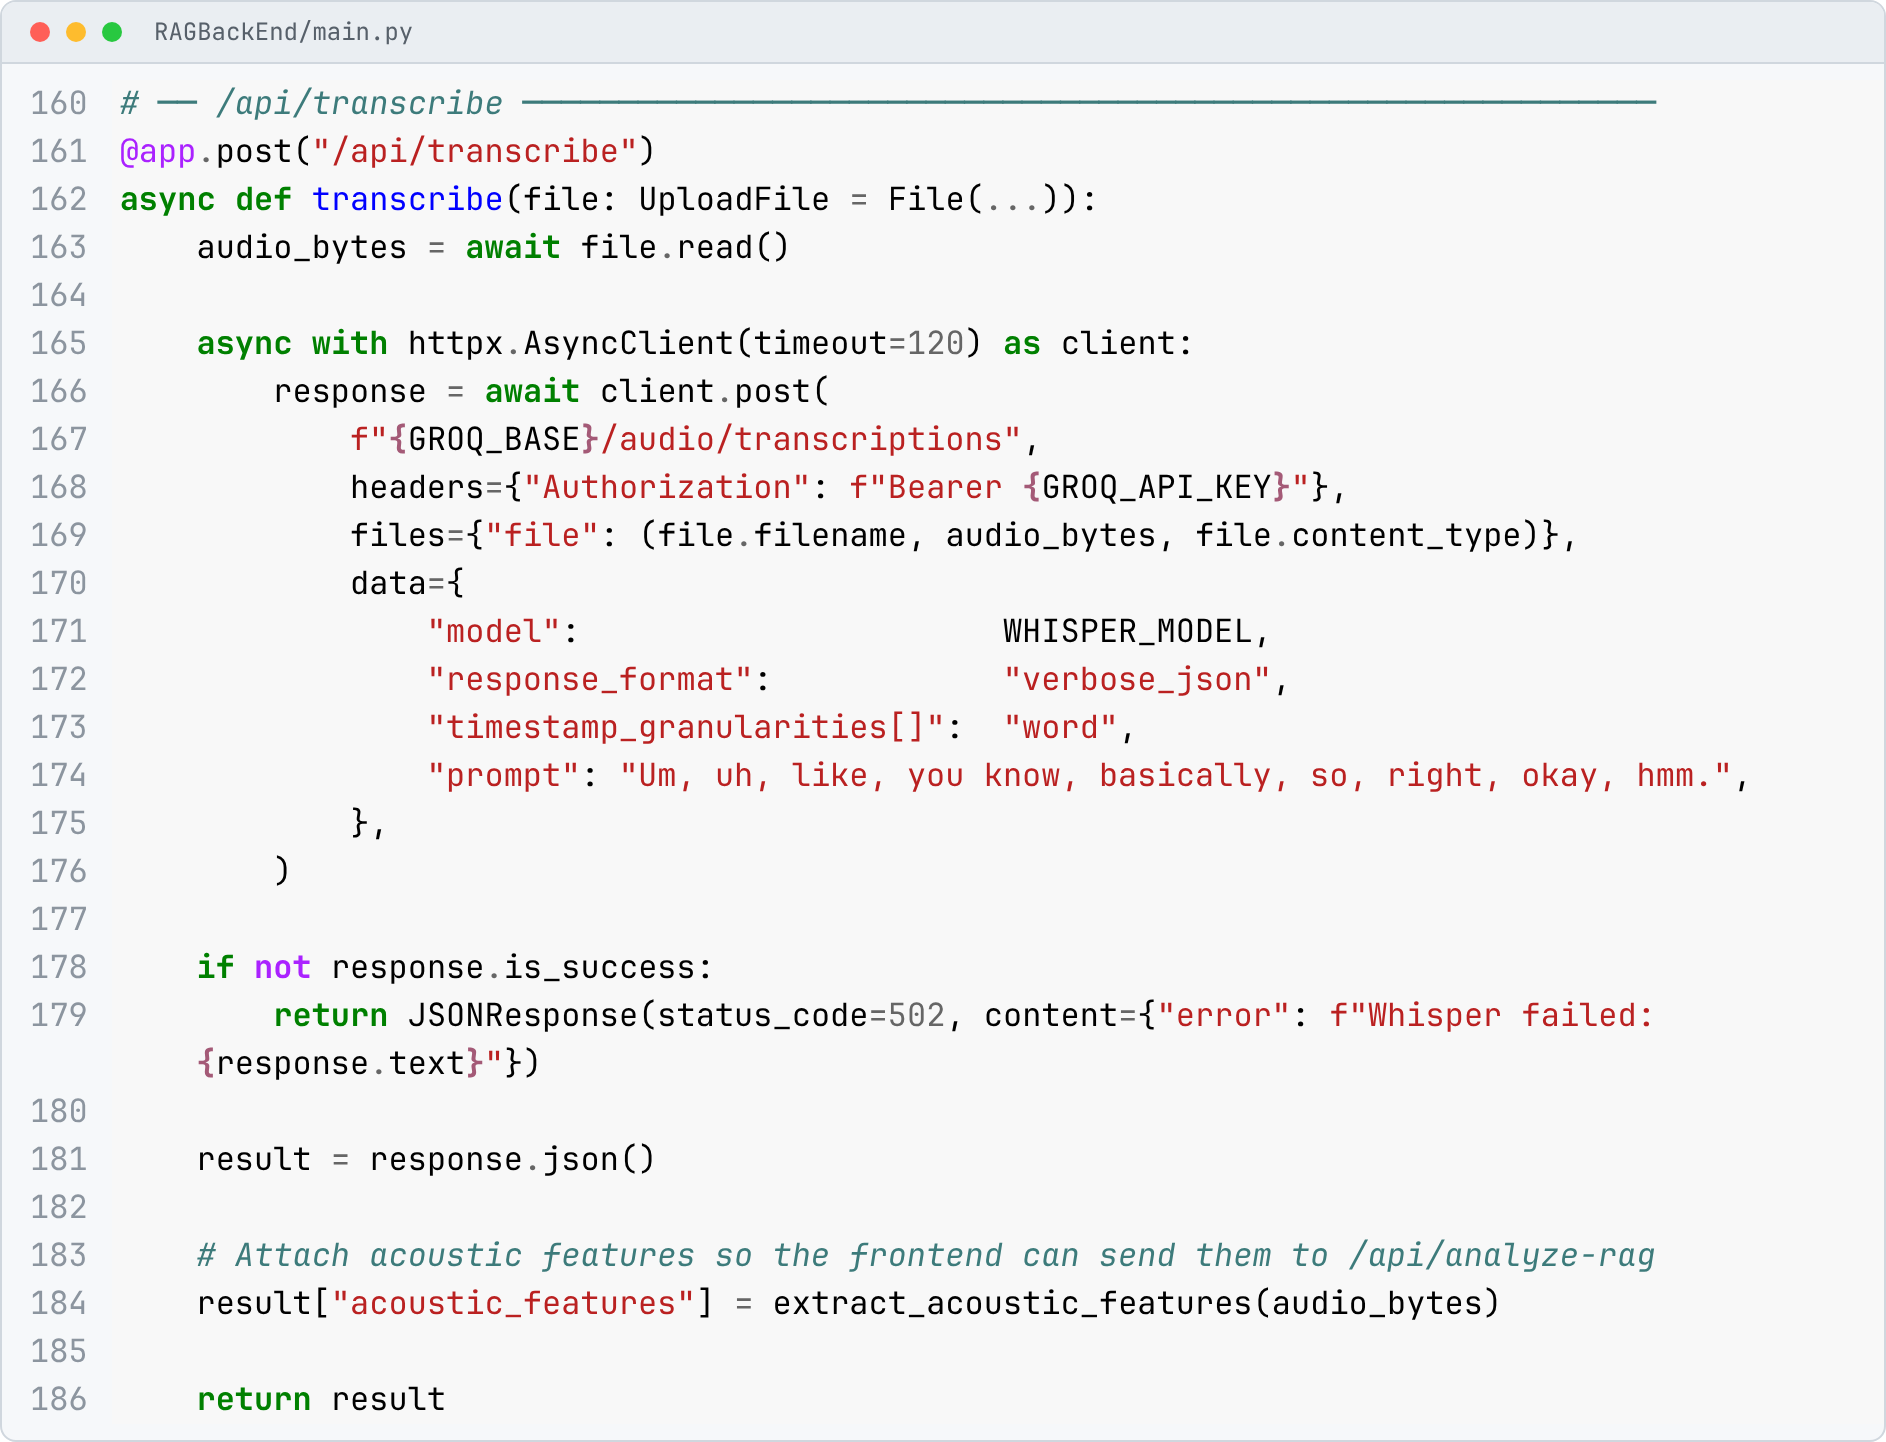 RAGBackEnd/main.py
160 # ── /api/transcribe ───────────────────────────────────────────────────────────
161 @app.post("/api/transcribe")
162 async def transcribe(file: UploadFile = File(...)):
163     audio_bytes = await file.read()
164
165     async with httpx.AsyncClient(timeout=120) as client:
166         response = await client.post(
167             f"{GROQ_BASE}/audio/transcriptions",
168             headers={"Authorization": f"Bearer {GROQ_API_KEY}"},
169             files={"file": (file.filename, audio_bytes, file.content_type)},
170             data={
171                 "model":                      WHISPER_MODEL,
172                 "response_format":            "verbose_json",
173                 "timestamp_granularities[]":  "word",
174                 "prompt": "Um, uh, like, you know, basically, so, right, okay, hmm.",
175             },
176         )
177
178     if not response.is_success:
179         return JSONResponse(status_code=502, content={"error": f"Whisper failed:
    {response.text}"})
180
181     result = response.json()
182
183     # Attach acoustic features so the frontend can send them to /api/analyze-rag
184     result["acoustic_features"] = extract_acoustic_features(audio_bytes)
185
186     return result